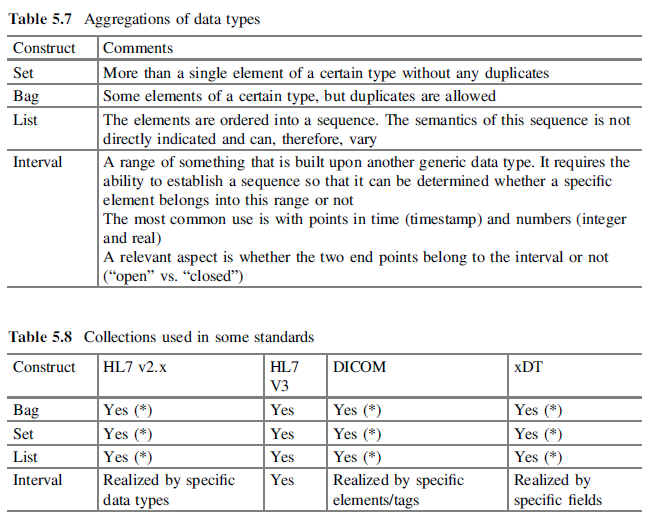 Table 5.7 Aggregations of data types
Construct Comments
Set More than a single element of a certain type without any duplicates
Bag Some elements of a certain type, but duplicates are allowed
List The elements are ordered into a sequence. The semantics of this sequence is not
directly indicated and can, therefore, vary
Interval A range of something that is built upon another generic data type. It requires the
ability to establish a sequence so that it can be determined whether a specific
element belongs into this range or not
The most common use is with points in time (timestamp) and numbers (integer
and real)
A relevant aspect is whether the two end points belong to the interval or not
(“open” vs. “closed”)
Table 5.8 Collections used in some standards
Construct HL7 v2.x HL7 DICOM xDT
V3
Bag Yes (*) Yes Yes (*) Yes (*)
Set Yes (*) Yes Yes (*) Yes (*)
List Yes (*) Yes Yes (*) Yes (*)
Interval Realized by specific Yes Realized by specific Realized by
data types elements/tags specific fields